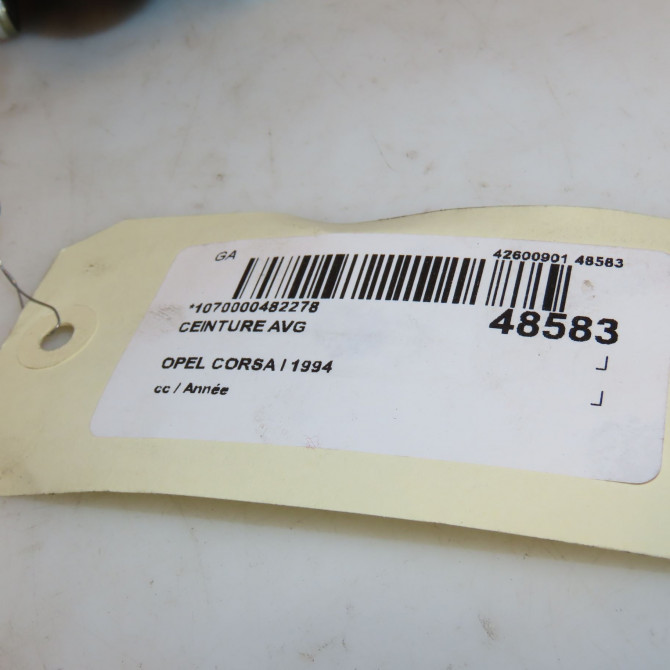 GA
42600901 48583
*1070000482278
48583
CEINTURE AVG
OPEL CORSA / 1994
cc / Année